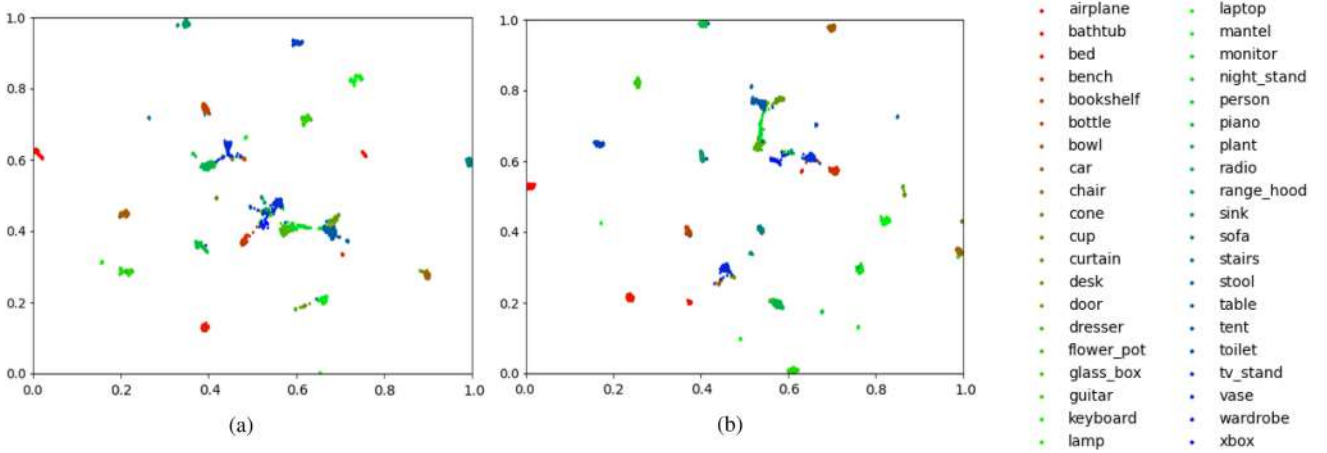 1.0
0.8
0.6
0.4
0.2
0.0
0.0 0.2 0.4 0.6 0.8 1.0
(a)
1.0
0.8
0.6
0.4
0.2
0.0
0.0 0.2 0.4 0.6 0.8 1.0
(b)
airplane
bathtub
bed
bench
bookshelf
bottle
bowl
car
chair
cone
cup
curtain
desk
door
dresser
flower_pot
glass_box
guitar
keyboard
lamp
laptop
mantel
monitor
night_stand
person
piano
plant
radio
range_hood
sink
sofa
stairs
stool
table
tent
toilet
tv_stand
vase
wardrobe
xbox